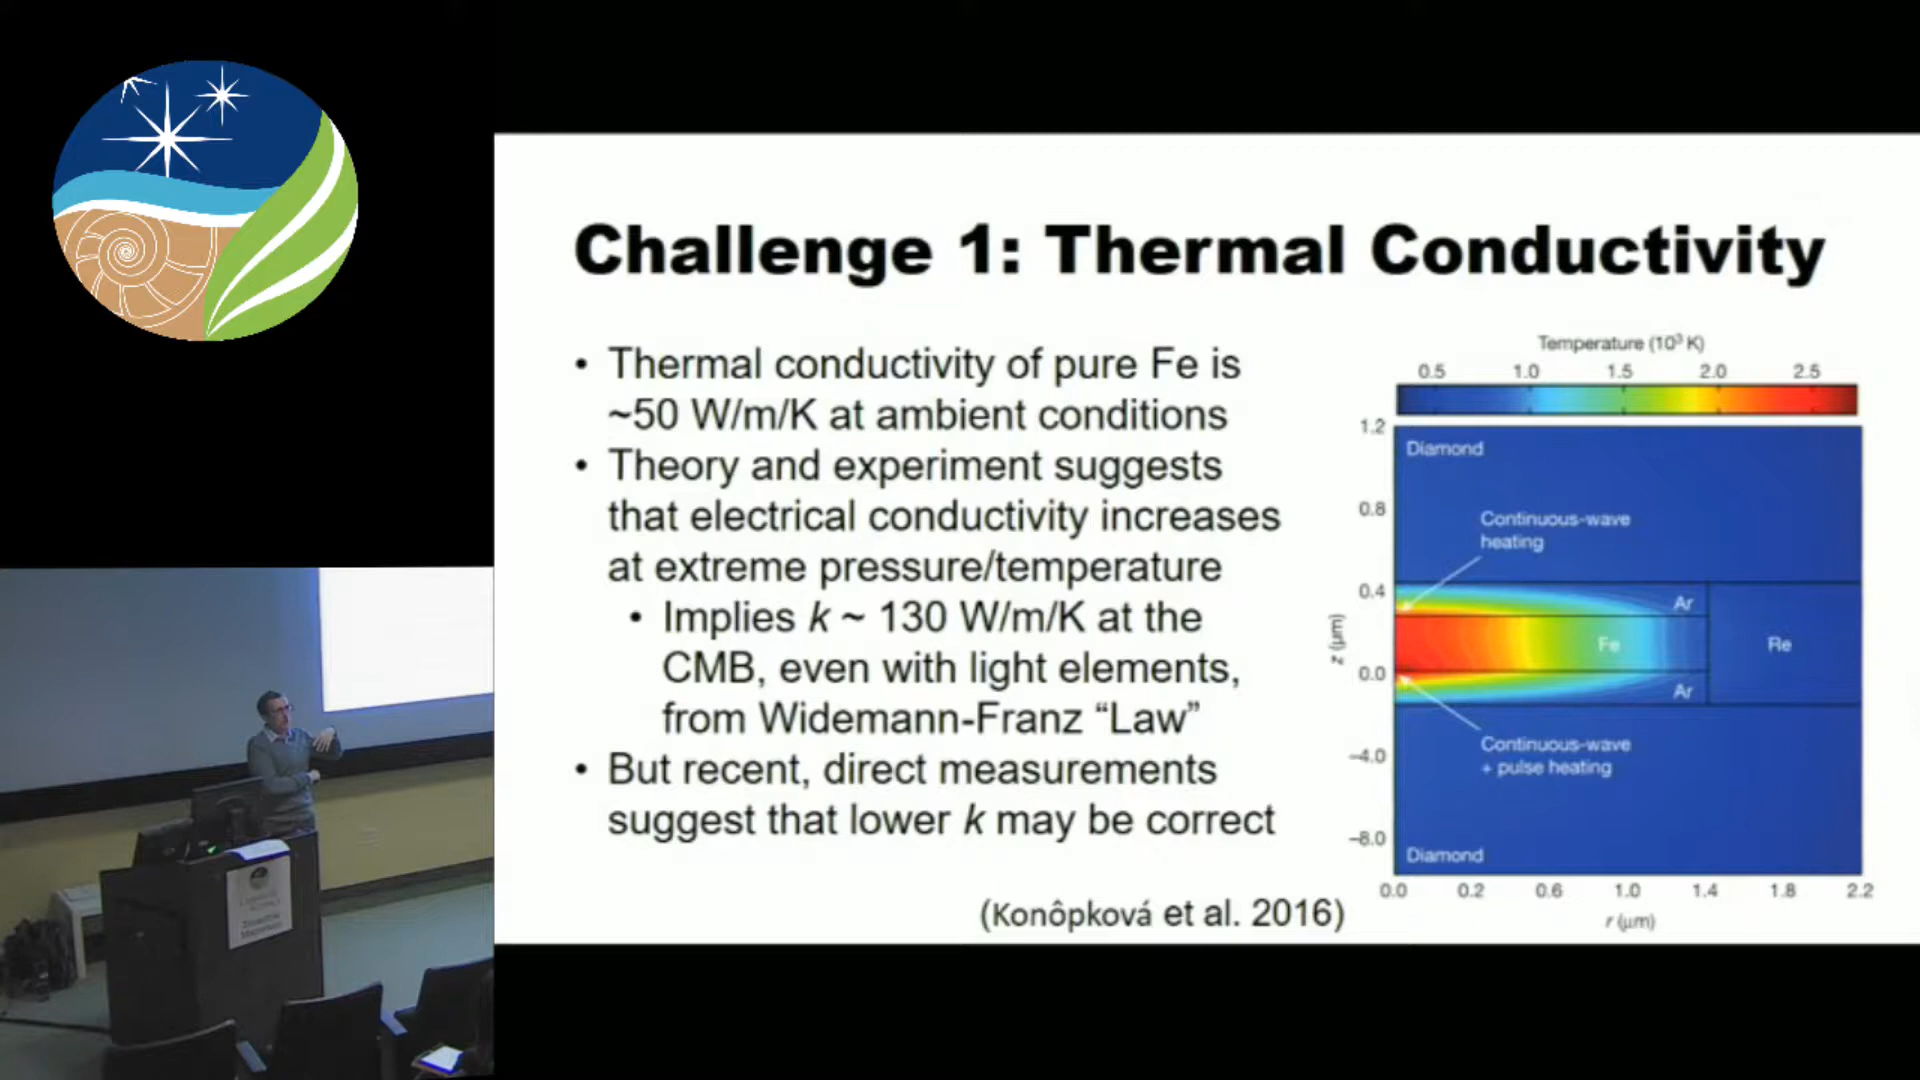 Challenge 1: Thermal Conductivity
• Thermal conductivity of pure Fe is
~50 W/m/K at ambient conditions
• Theory and experiment suggests
that electrical conductivity increases
at extreme pressure/temperature
• Implies k ~ 130 W/m/K at the
CMB, even with light elements,
from Widemann-Franz “Law”
• But recent, direct measurements
suggest that lower k may be correct
(Konôpková et al. 2016)
Temperature (10³ K)
0.5 1.0 1.5 2.0 2.5
1.2
Diamond
0.8
Continuous-wave
heating
0.4
Ar
z (μm)
Fe
Re
0.0
Ar
Continuous-wave
+ pulse heating
–4.0
–8.0
Diamond
0.0 0.2 0.6 1.0 1.4 1.8 2.2
r (μm)